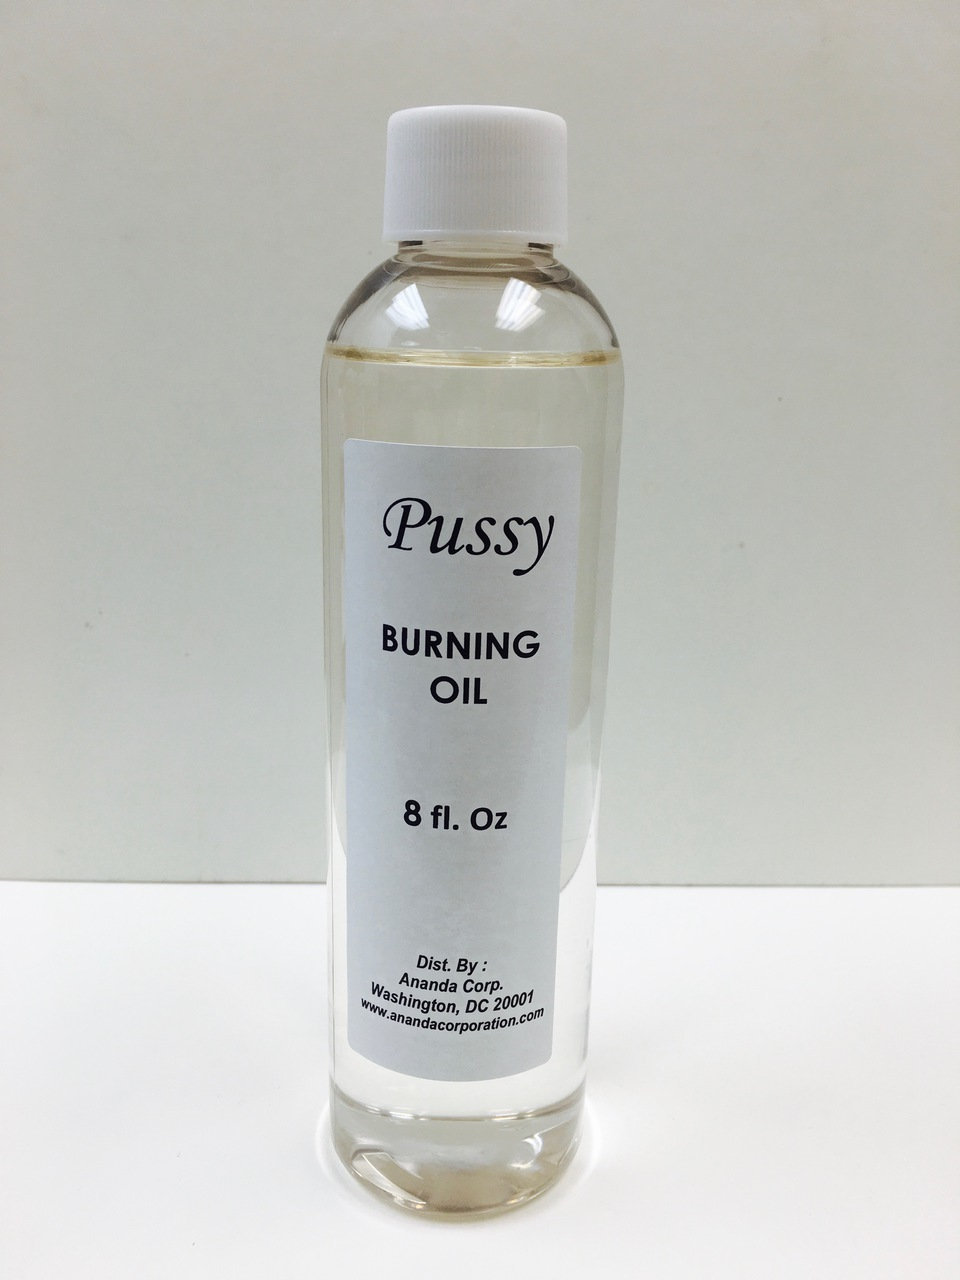 Pussy
BURNING
OIL
8 fl. Oz
Dist. By :
Ananda Corp.
Washington, DC 20001
www.anandacorporation.com